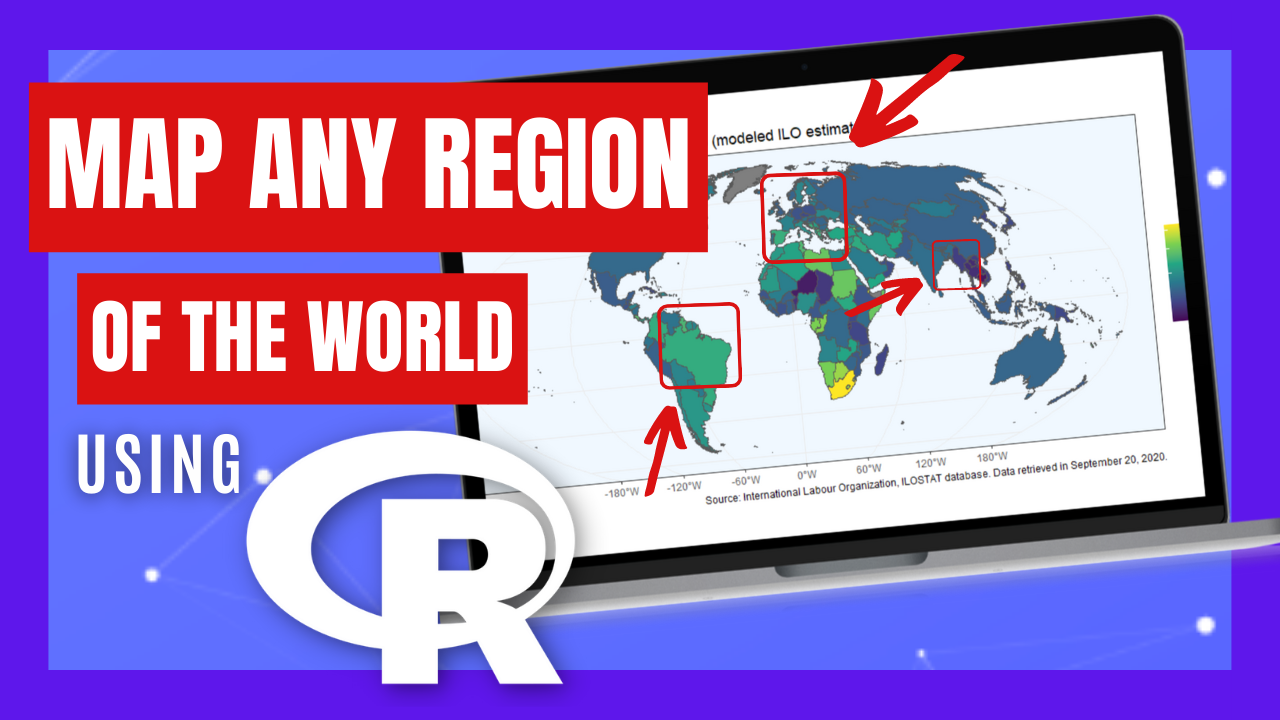 MAP ANY REGION
OF THE WORLD
USING
R
(modeled ILO estimat
-180°W -120°W -60°W 0°W 60°W 120°W 180°W
Source: International Labour Organization, ILOSTAT database. Data retrieved in September 20, 2020.